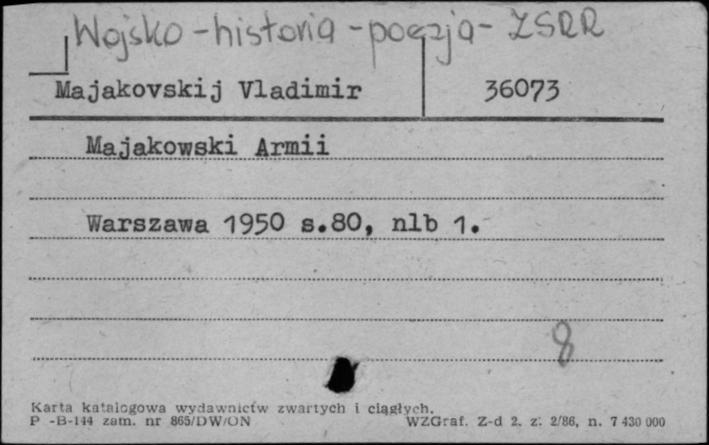 Wojsko - historia - poezja - ZSRR
Majakovskij Vladimir 36073
Majakowski Armii
Warszawa 1950 s.80, nlb 1.
8
Karta katalogowa wydawnictw zwartych i ciągłych.
P -B-144 zam. nr 865/DW/ON WZGraf. Z-d 2. z. 2/86, n. 7 430 000